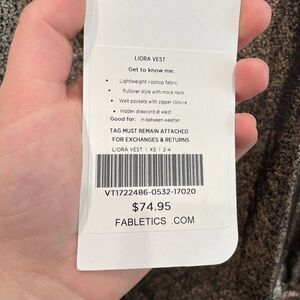 LIORA VEST
Get to know me:
• Lightweight ripstop fabric
• Pullover style with mock neck
• Welt pockets with zipper closure
• Hidden drawcord at waist
Good for: in-between weather
TAG MUST REMAIN ATTACHED
FOR EXCHANGES & RETURNS
LIORA VEST | XS | 2-4
VT1722486-0532-17020
$74.95
FABLETICS .COM